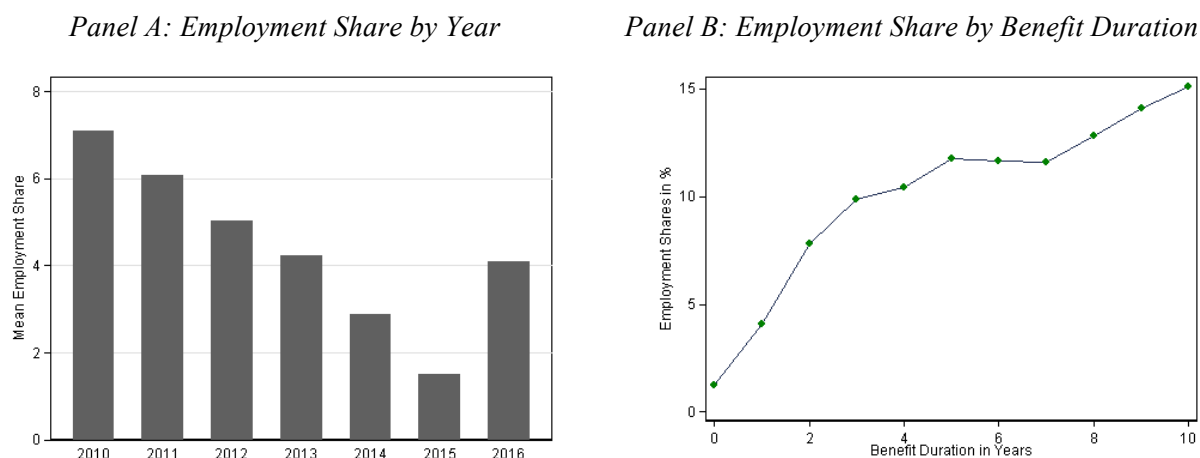 Panel A: Employment Share by Year
Mean Employment Share
8
6
4
2
0
2010 2011 2012 2013 2014 2015 2016
Panel B: Employment Share by Benefit Duration
Employment Shares in %
15
10
5
0
0 2 4 6 8 10
Benefit Duration in Years